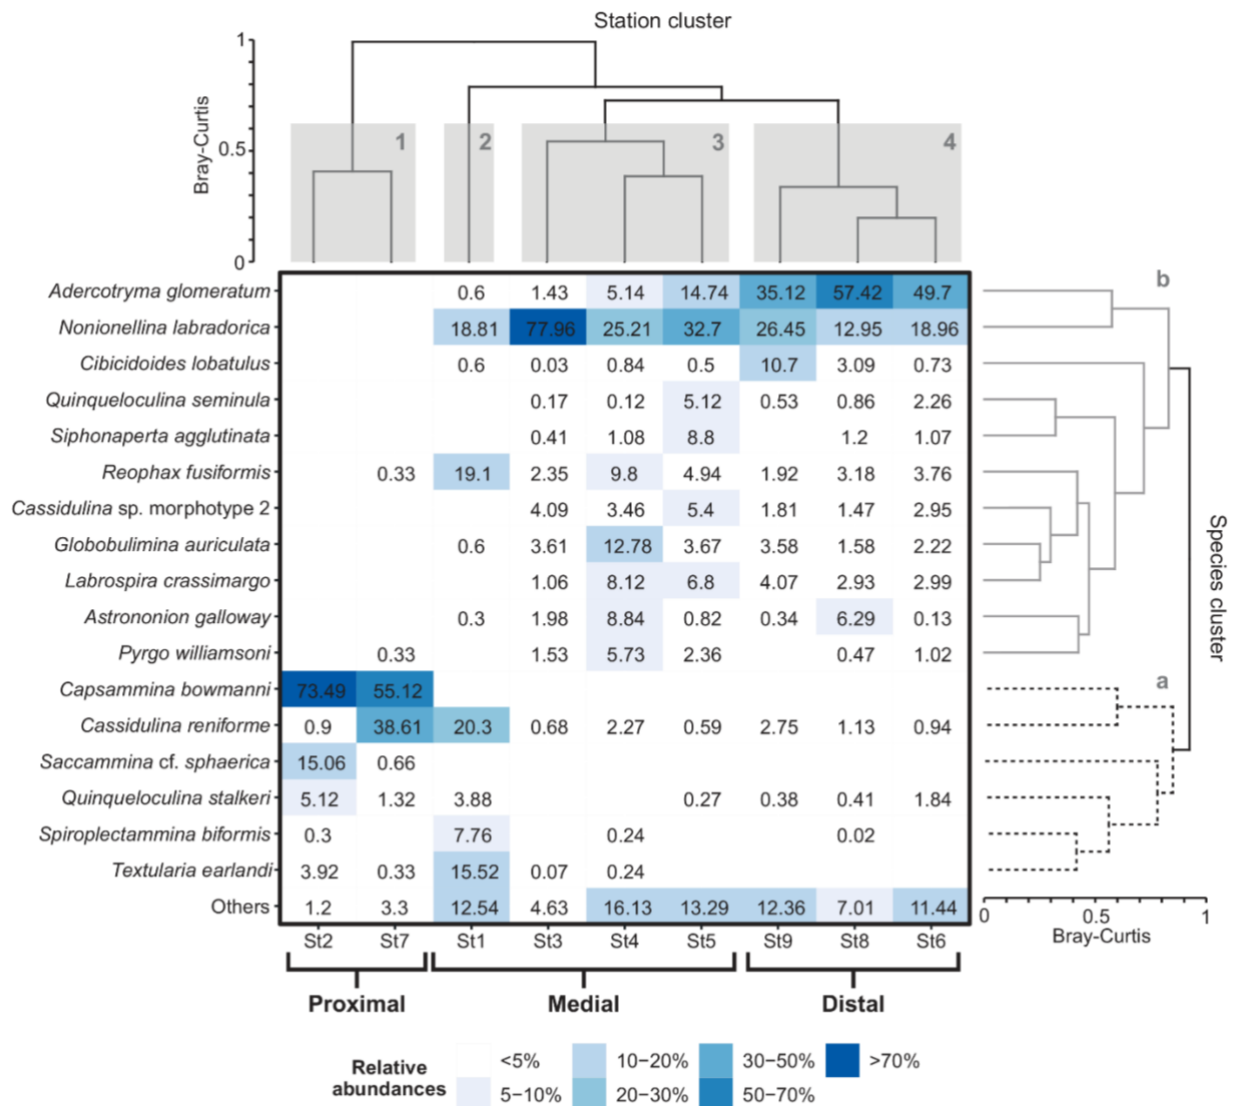 Station cluster
1
Bray-Curtis
0.5
0
1
2
3
4
Adercotryma glomeratum 0.6 1.43 5.14 14.74 35.12 57.42 49.7
b
Nonionellina labradorica 18.81 77.96 25.21 32.7 26.45 12.95 18.96
Cibicidoides lobatulus 0.6 0.03 0.84 0.5 10.7 3.09 0.73
Quinqueloculina seminula 0.17 0.12 5.12 0.53 0.86 2.26
Siphonaperta agglutinata 0.41 1.08 8.8 1.2 1.07
Reophax fusiformis 0.33 19.1 2.35 9.8 4.94 1.92 3.18 3.76
Cassidulina sp. morphotype 2 4.09 3.46 5.4 1.81 1.47 2.95
Globobulimina auriculata 0.6 3.61 12.78 3.67 3.58 1.58 2.22
Labrospira crassimargo 1.06 8.12 6.8 4.07 2.93 2.99
Astrononion galloway 0.3 1.98 8.84 0.82 0.34 6.29 0.13
Pyrgo williamsoni 0.33 1.53 5.73 2.36 0.47 1.02
Species cluster
Capsammina bowmanni 73.49 55.12
a
Cassidulina reniforme 0.9 38.61 20.3 0.68 2.27 0.59 2.75 1.13 0.94
Saccammina cf. sphaerica 15.06 0.66
Quinqueloculina stalkeri 5.12 1.32 3.88 0.27 0.38 0.41 1.84
Spiroplectammina biformis 0.3 7.76 0.24 0.02
Textularia earlandi 3.92 0.33 15.52 0.07 0.24
Others 1.2 3.3 12.54 4.63 16.13 13.29 12.36 7.01 11.44
0 0.5 1
Bray-Curtis
St2 St7 St1 St3 St4 St5 St9 St8 St6
Proximal Medial Distal
Relative abundances
<5% 10–20% 30–50% >70%
5–10% 20–30% 50–70%